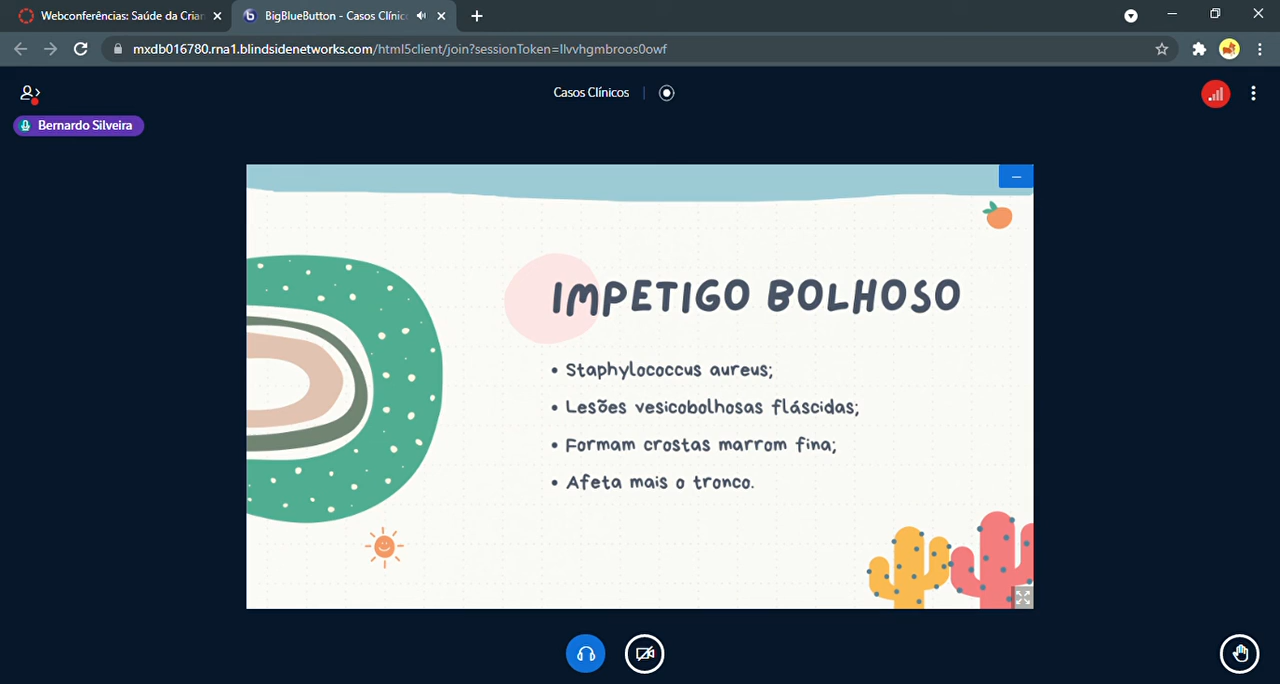 Webconferências: Saúde da Crian
BigBlueButton - Casos Clínic
mxdb016780.rna1.blindsidenetworks.com/html5client/join?sessionToken=llvvhgmbroos0owf
Casos Clínicos
Bernardo Silveira
IMPETIGO BOLHOSO
• Staphylococcus aureus;
• Lesões vesicobolhosas fláscidas;
• Formam crostas marrom fina;
• Afeta mais o tronco.